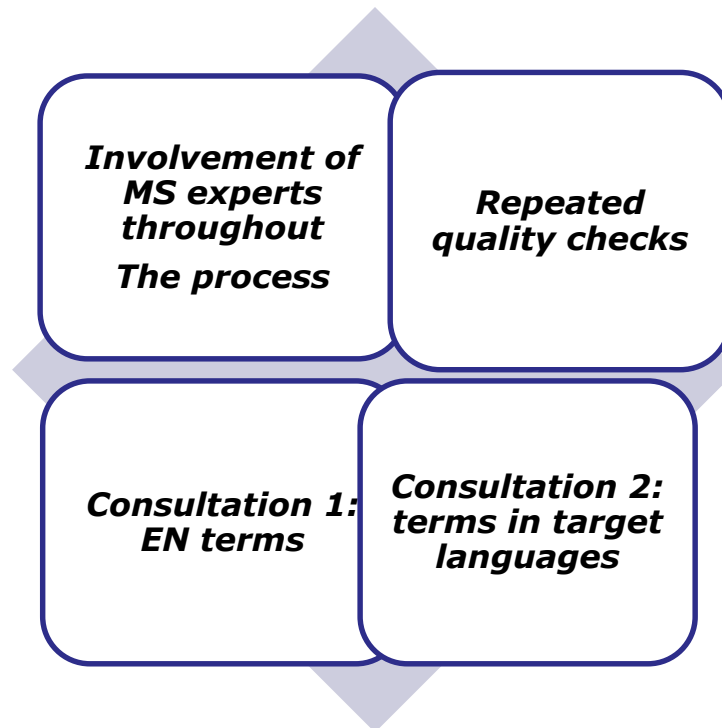 Involvement of
MS experts
throughout
The process
Repeated
quality checks
Consultation 1:
EN terms
Consultation 2:
terms in target
languages